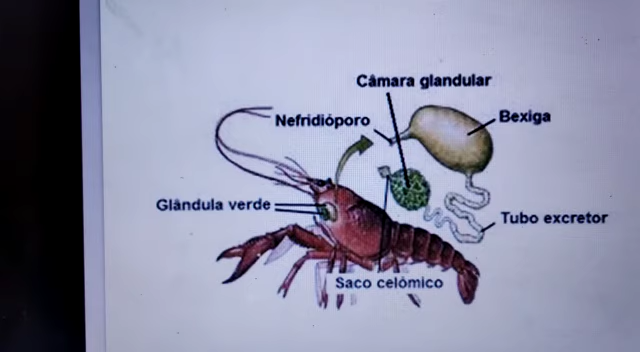 Câmara glandular
Nefridióporo
Bexiga
Glândula verde
Tubo excretor
Saco celômico